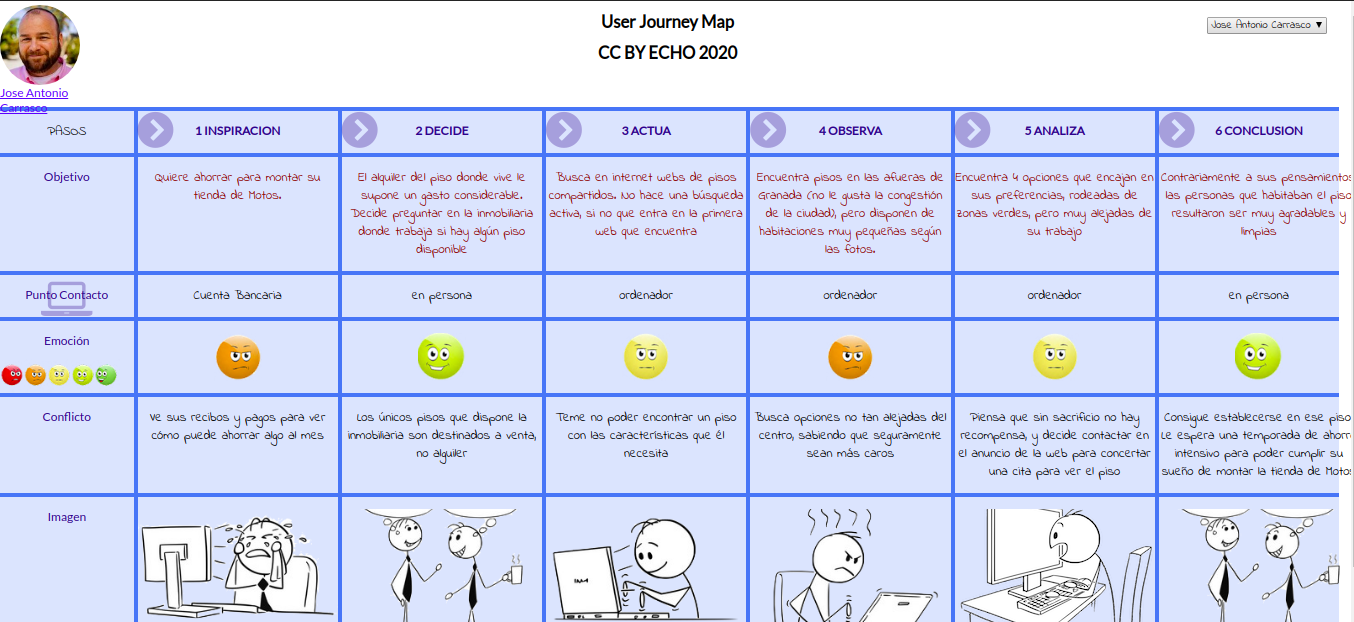 User Journey Map
CC BY ECHO 2020
Jose Antonio Carrasco ▼
Jose Antonio
Carrasco
PASOS
1 INSPIRACION
2 DECIDE
3 ACTUA
4 OBSERVA
5 ANALIZA
6 CONCLUSION
Objetivo
Quiere ahorrar para montar su
tienda de Motos.
El alquiler del piso donde vive le
supone un gasto considerable.
Decide preguntar en la inmobiliaria
donde trabaja si hay algún piso
disponible
Busca en internet webs de pisos
compartidos. No hace una búsqueda
activa, si no que entra en la primera
web que encuentra
Encuentra pisos en las afueras de
Granada (no le gusta la congestión
de la ciudad), pero disponen de
habitaciones muy pequeñas según
las fotos.
Encuentra 4 opciones que encajan en
sus preferencias, rodeadas de
zonas verdes, pero muy alejadas de
su trabajo
Contrariamente a sus pensamientos
las personas que habitaban el piso
resultaron ser muy agradables y
limpias
Punto Contacto
Cuenta Bancaria
en persona
ordenador
ordenador
ordenador
en persona
Emoción
Conflicto
Ve sus recibos y pagos para ver
cómo puede ahorrar algo al mes
Los únicos pisos que dispone la
inmobiliaria son destinados a venta,
no alquiler
Teme no poder encontrar un piso
con las características que él
necesita
Busca opciones no tan alejadas del
centro, sabiendo que seguramente
sean más caros
Piensa que sin sacrificio no hay
recompensa, y decide contactar en
el anuncio de la web para concertar
una cita para ver el piso
Consigue establecerse en ese piso
Le espera una temporada de ahorr
intensivo para poder cumplir su
sueño de montar la tienda de Motos
Imagen